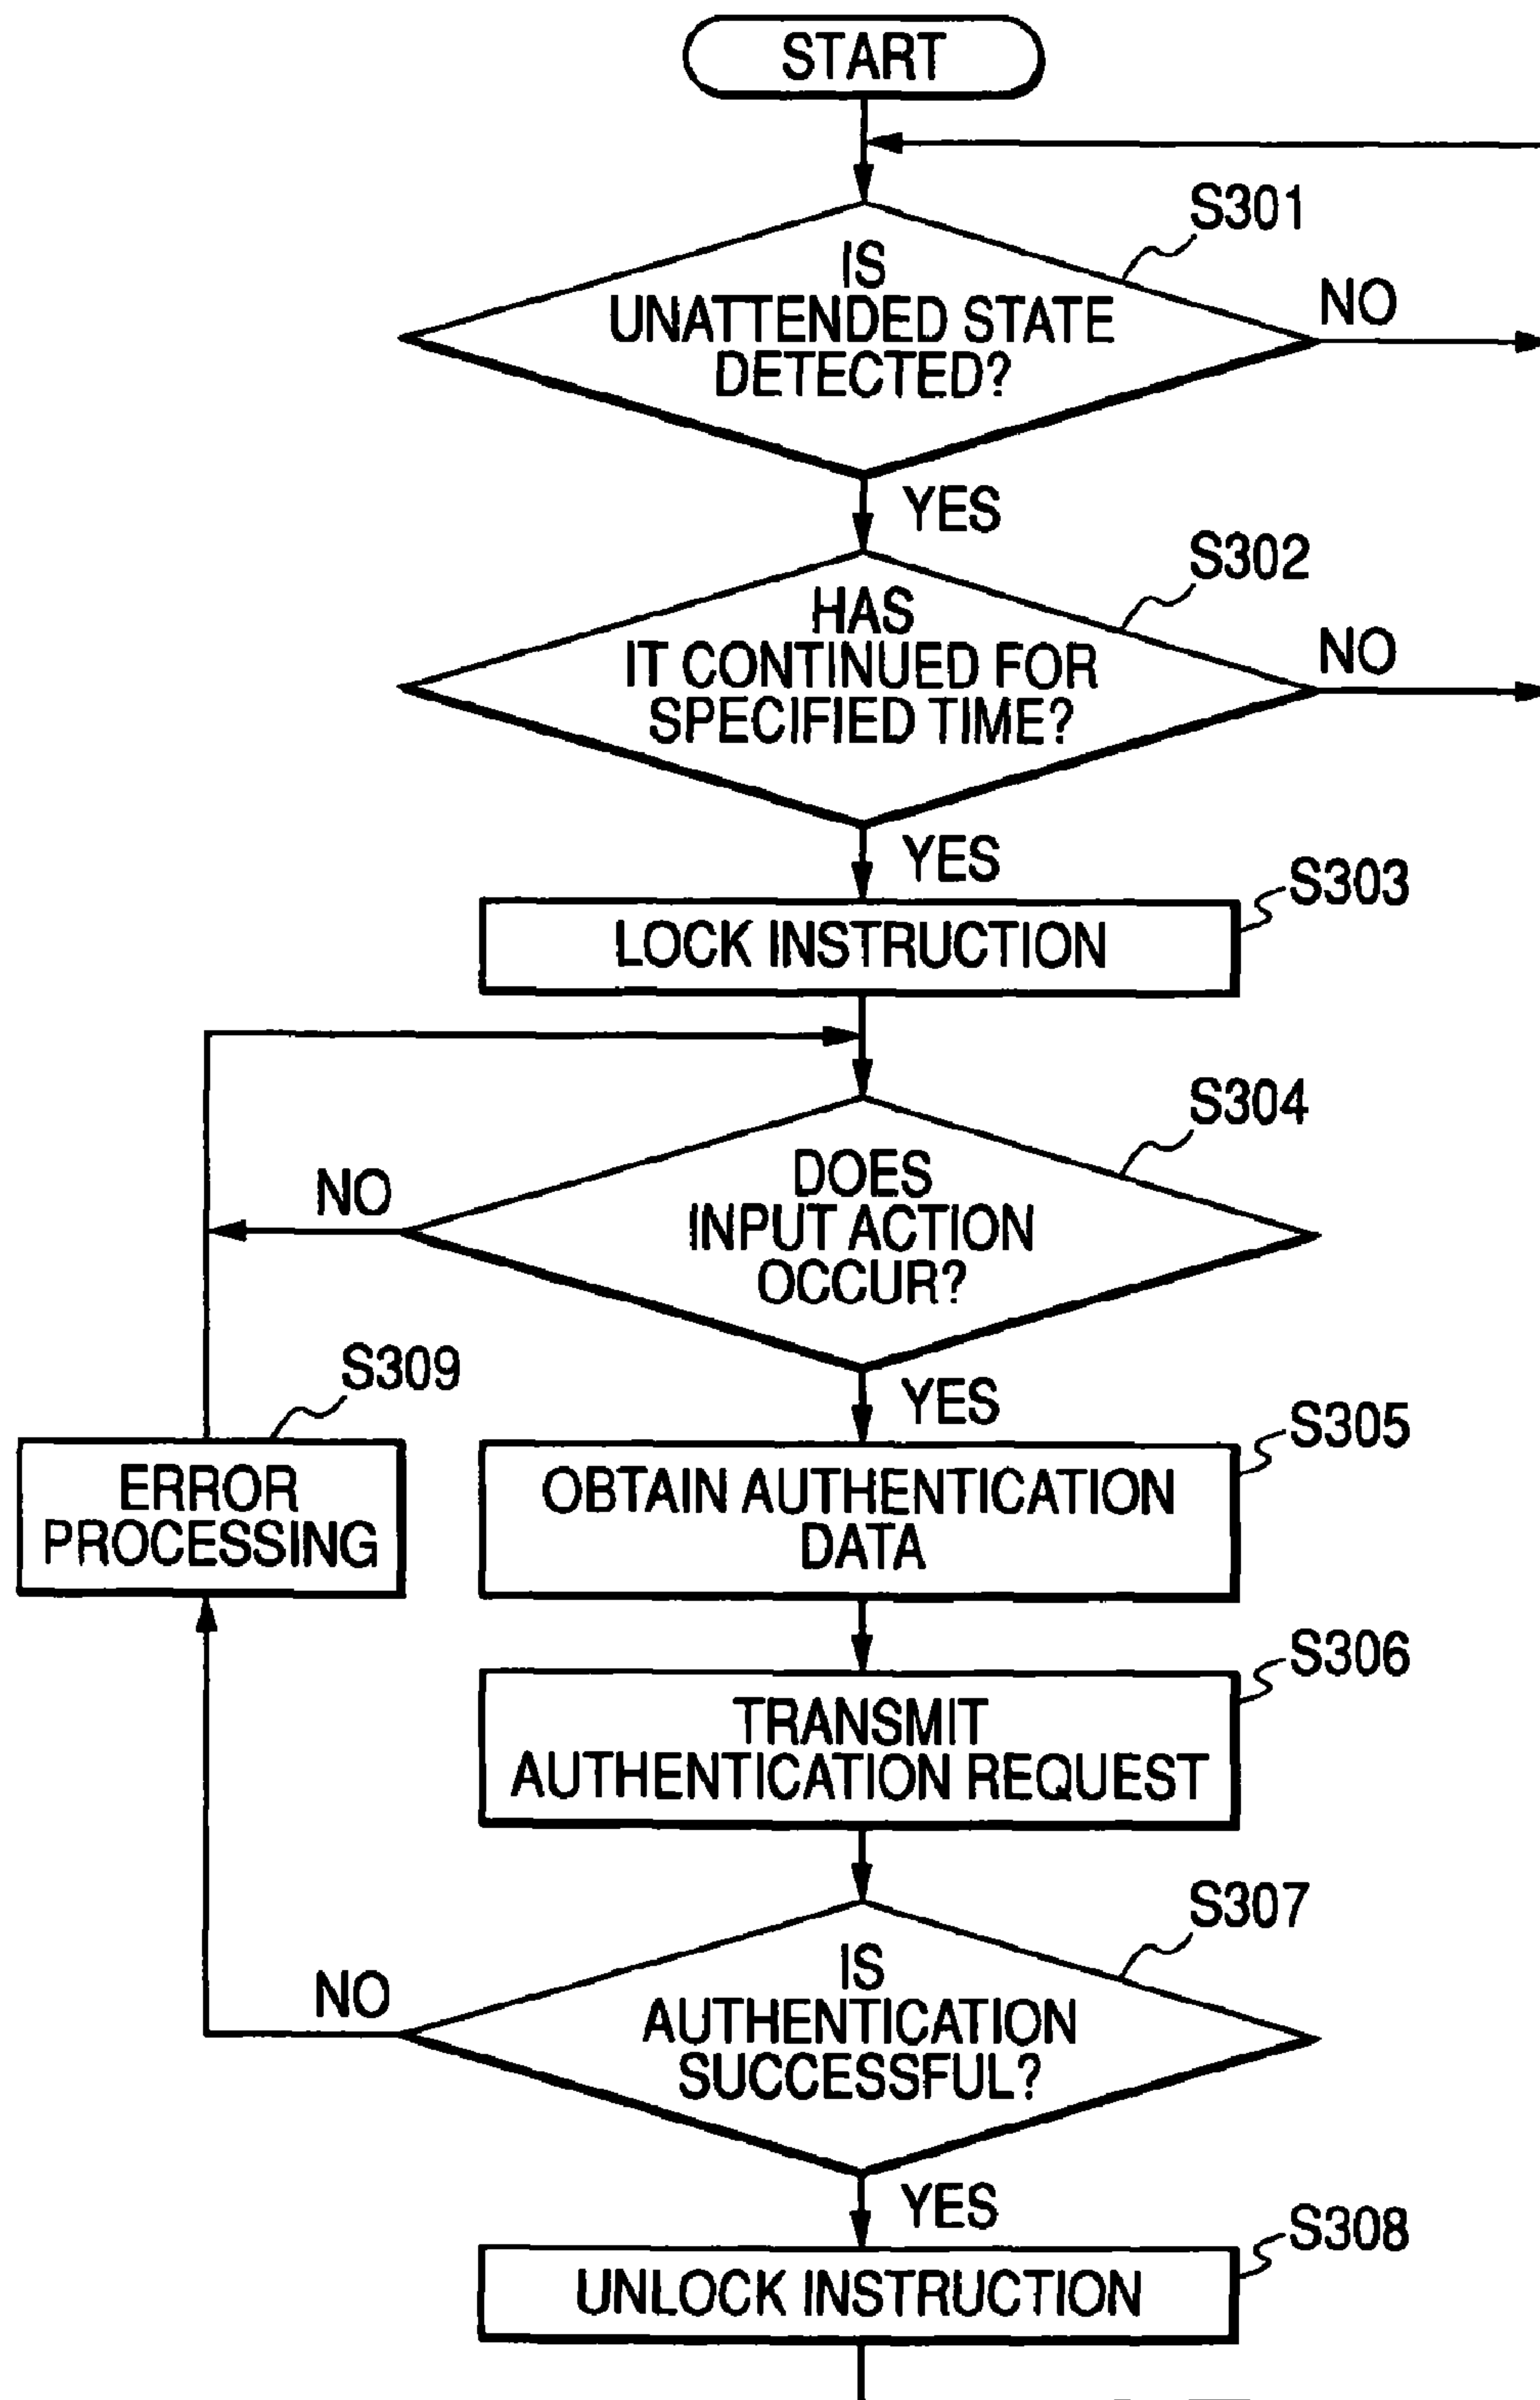 START
S301
IS
UNATTENDED STATE
DETECTED?
NO
YES
S302
HAS
IT CONTINUED FOR
SPECIFIED TIME?
NO
YES
S303
LOCK INSTRUCTION
S304
DOES
INPUT ACTION
OCCUR?
NO
YES
S309
ERROR
PROCESSING
S305
OBTAIN AUTHENTICATION
DATA
S306
TRANSMIT
AUTHENTICATION REQUEST
S307
IS
AUTHENTICATION
SUCCESSFUL?
NO
YES
S308
UNLOCK INSTRUCTION